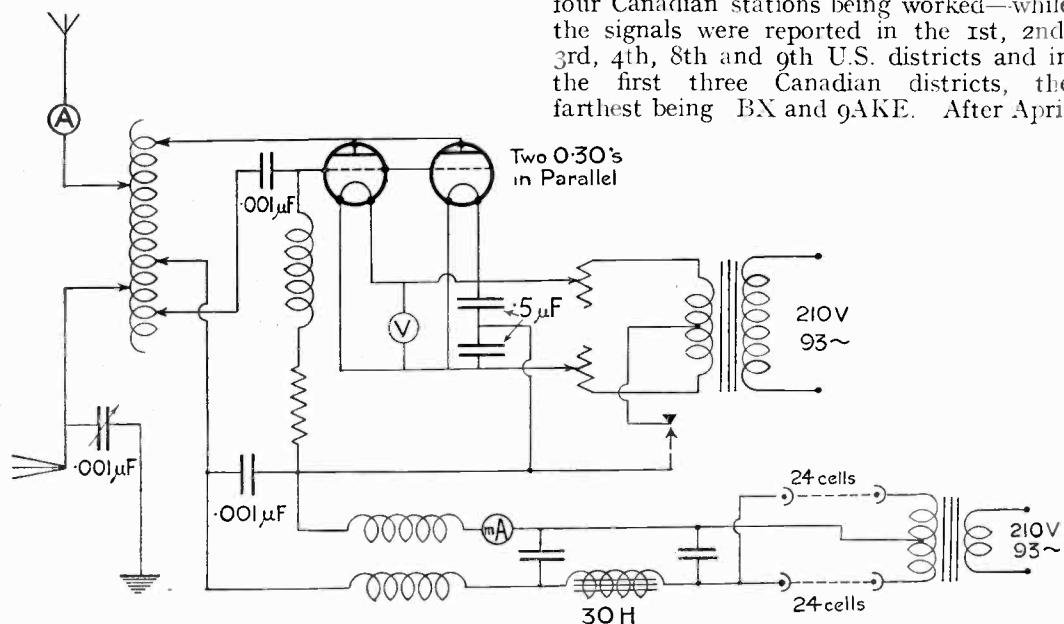 four Canadian stations being worked—while
the signals were reported in the 1st, 2nd
3rd, 4th, 8th and 9th U.S. districts and in
the first three Canadian districts, the
farthest being BX and 9AKE. After April
A
·001μF
Two 0·30's
in Parallel
V
·5μF
210V
93~
·001μF
·001μF
24 cells
mA
210V
93~
30H
24 cells